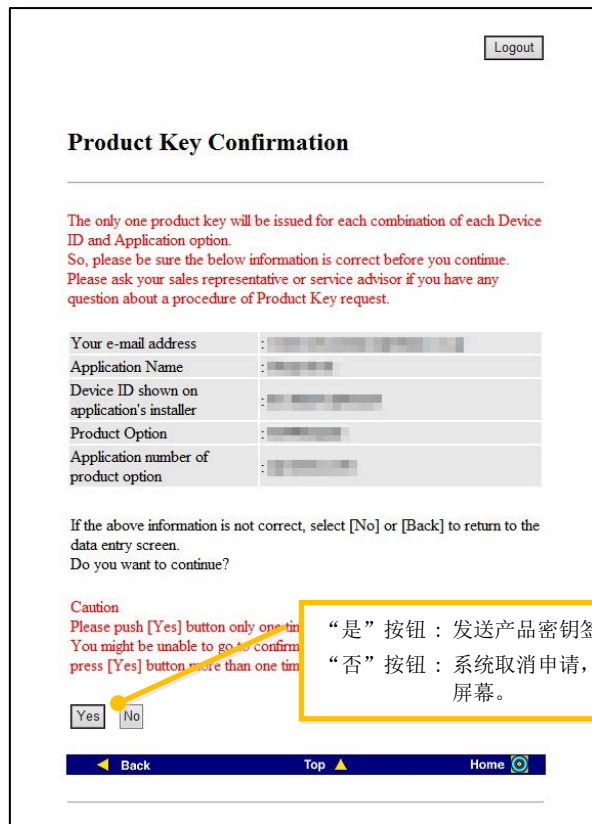 Logout
Product Key Confirmation
The only one product key will be issued for each combination of each Device
ID and Application option.
So, please be sure the below information is correct before you continue.
Please ask your sales representative or service advisor if you have any
question about a procedure of Product Key request.
Your e-mail address :
Application Name :
Device ID shown on
application's installer :
Product Option :
Application number of
product option :
If the above information is not correct, select [No] or [Back] to return to the
data entry screen.
Do you want to continue?
Caution
Please push [Yes] button only one tim
You might be unable to go to confirm
press [Yes] button more than one tim
“是”按钮：发送产品密钥签
“否”按钮：系统取消申请，
屏幕。
Yes No
Back Top Home